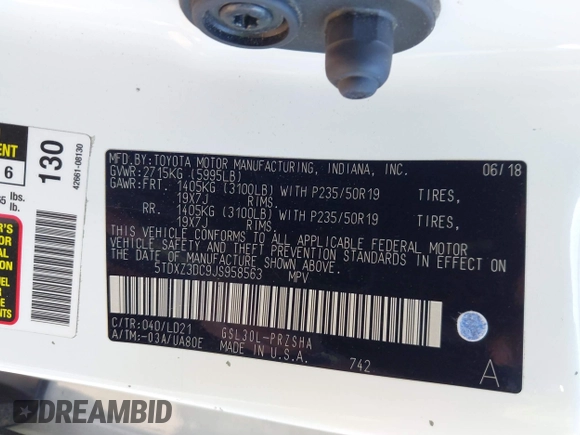 MFD. BY: TOYOTA MOTOR MANUFACTURING, INDIANA, INC. 06/18
GVWR: 2715KG (5995LB)
GAWR: FRT. 1405KG (3100LB) WITH P235/50R19 TIRES,
19X7J RIMS.
RR. 1405KG (3100LB) WITH P235/50R19 TIRES,
19X7J RIMS.
THIS VEHICLE CONFORMS TO ALL APPLICABLE FEDERAL MOTOR
VEHICLE SAFETY AND THEFT PREVENTION STANDARDS IN EFFECT ON
THE DATE OF MANUFACTURE SHOWN ABOVE.
5TDXZ3DC9JS958563 MPV
C/TR: 040/LD21 GSL30L-PRZSHA
A/TM: -03A/UA80E MADE IN U.S.A. 742
A
130
42661-08130
ENT
6
lbs.
DREAMBID